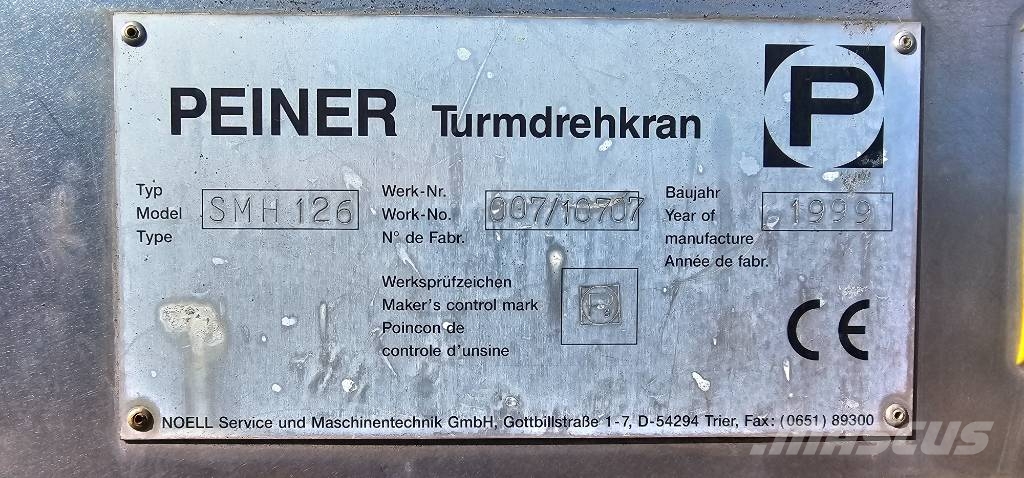 PEINER Turmdrehkran P
Typ
Model SMH 126
Type
Werk-Nr.
Work-No. 007/10707
N° de Fabr.
Baujahr
Year of 1999
manufacture
Année de fabr.
Werksprüfzeichen
Maker's control mark
Poincon de
controle d'unsine
P
CE
NOELL Service und Maschinentechnik GmbH, Gottbillstraße 1-7, D-54294 Trier, Fax: (0651) 89300
MASCUS